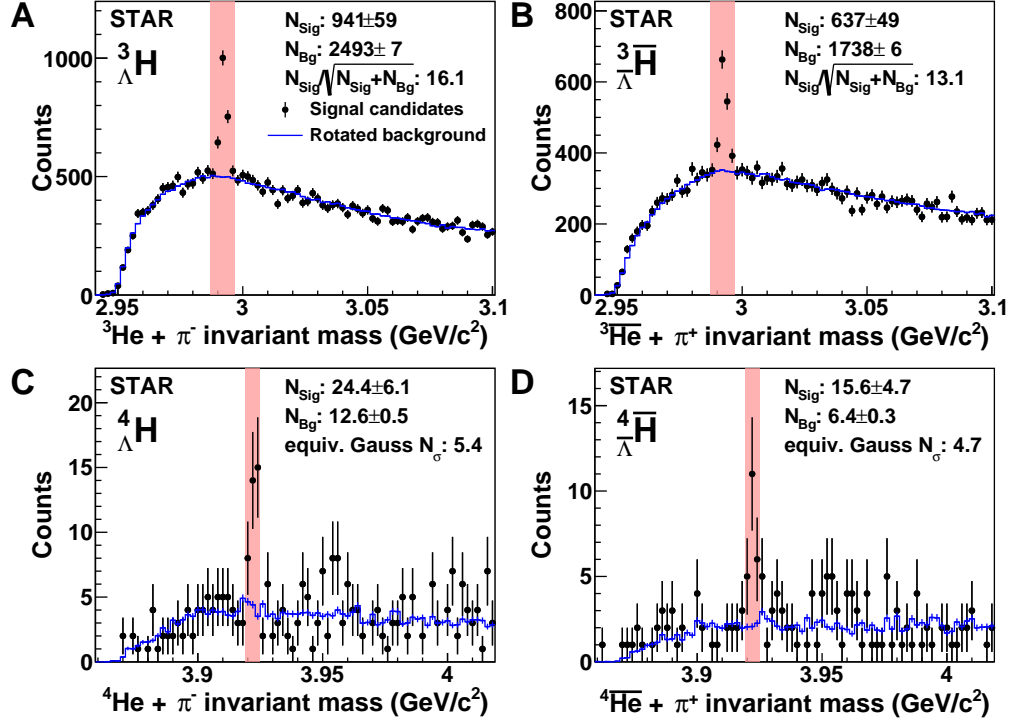 A
STAR
³ΛH
N_Sig: 941±59
N_Bg: 2493± 7
N_Sig/√N_Sig+N_Bg: 16.1
Signal candidates
Rotated background
Counts
1000
500
0
2.95 3 3.05 3.1
³He + π⁻ invariant mass (GeV/c²)
B
STAR
³Λ̅H̅
N_Sig: 637±49
N_Bg: 1738± 6
N_Sig/√N_Sig+N_Bg: 13.1
Counts
800
600
400
200
0
2.95 3 3.05 3.1
³H̅e̅ + π⁺ invariant mass (GeV/c²)
C
STAR
⁴ΛH
N_Sig: 24.4±6.1
N_Bg: 12.6±0.5
equiv. Gauss N_σ: 5.4
Counts
20
15
10
5
0
3.9 3.95 4
⁴He + π⁻ invariant mass (GeV/c²)
D
STAR
⁴Λ̅H̅
N_Sig: 15.6±4.7
N_Bg: 6.4±0.3
equiv. Gauss N_σ: 4.7
Counts
15
10
5
0
3.9 3.95 4
⁴H̅e̅ + π⁺ invariant mass (GeV/c²)